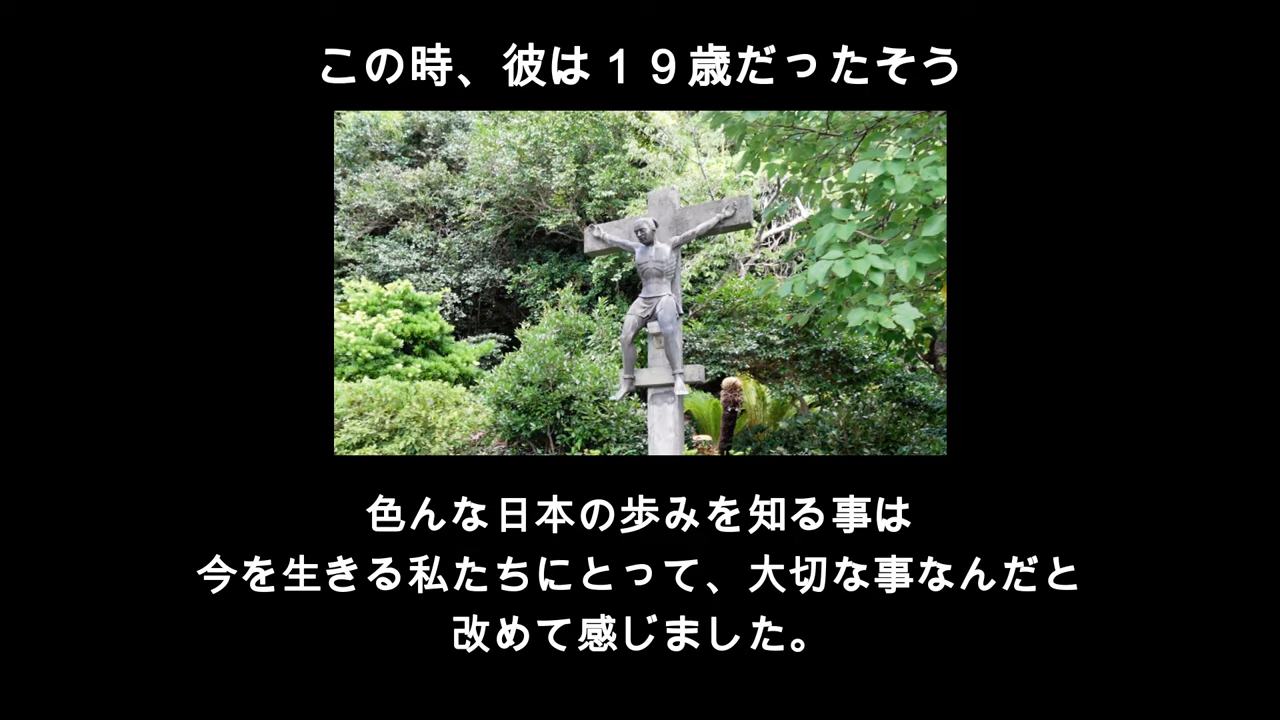 この時、彼は１９歳だったそう
色んな日本の歩みを知る事は
今を生きる私たちにとって、大切な事なんだと
改めて感じました。